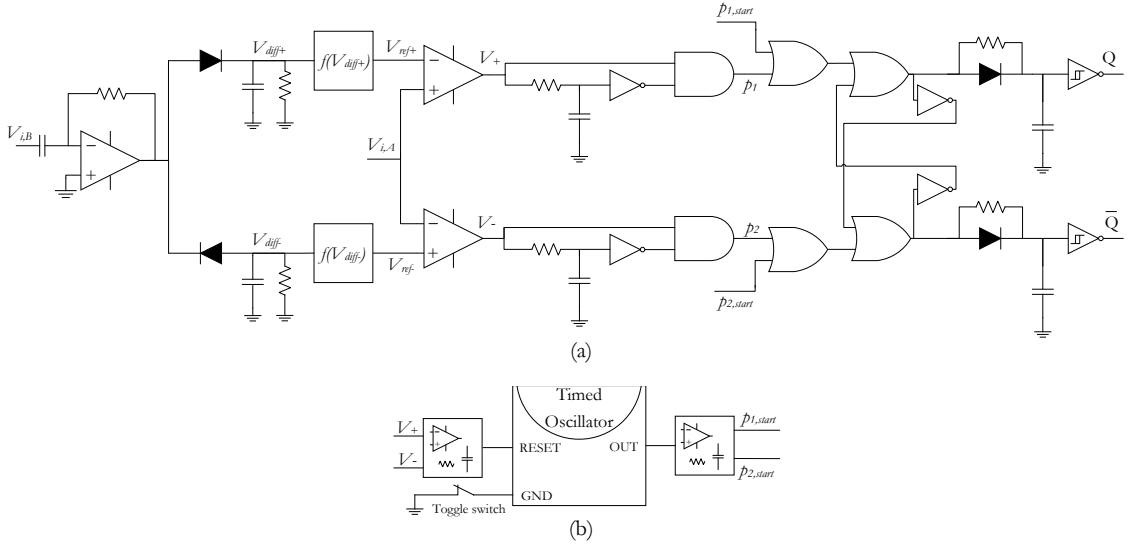 p1,start
Vdiff+
f(Vdiff+)
Vref+
V+
p1
Q
Vi,B
Vi,A
Vdiff-
f(Vdiff-)
Vref-
V-
p2
p2,start
Q̅
(a)
Timed
Oscillator
V+
V-
RESET
OUT
p1,start
p2,start
GND
Toggle switch
(b)